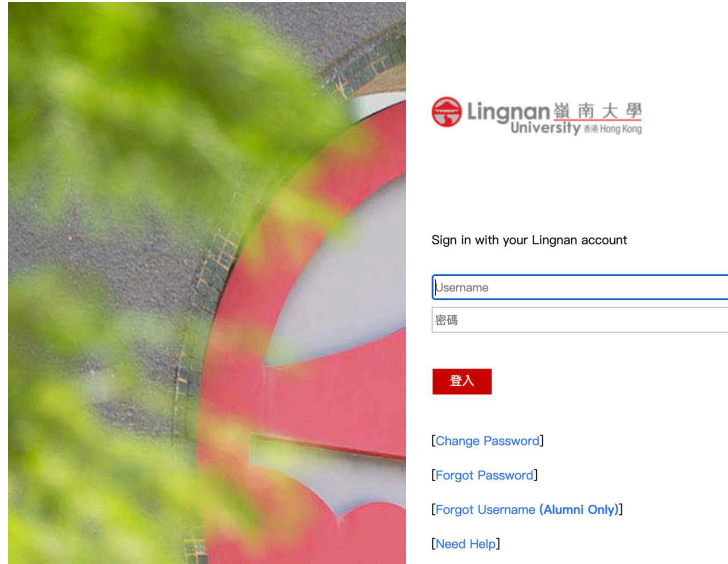 Lingnan 嶺南大學
University 香港 Hong Kong
Sign in with your Lingnan account
Username
密碼
登入
[Change Password]
[Forgot Password]
[Forgot Username (Alumni Only)]
[Need Help]